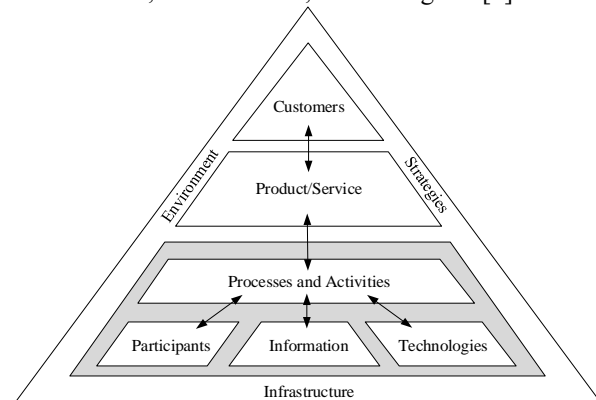 Customers
Environment
Strategies
Product/Service
Processes and Activities
Participants
Information
Technologies
Infrastructure